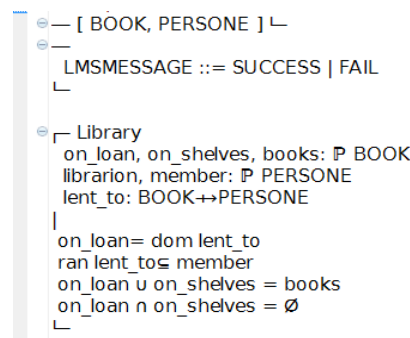 — [ BOOK, PERSONE ] └─
—
LMSMESSAGE ::= SUCCESS | FAIL
└─
┌─ Library
on_loan, on_shelves, books: ℙ BOOK
librarion, member: ℙ PERSONE
lent_to: BOOK⇸PERSONE
|
on_loan= dom lent_to
ran lent_to⊆ member
on_loan ∪ on_shelves = books
on_loan ∩ on_shelves = Ø
└─